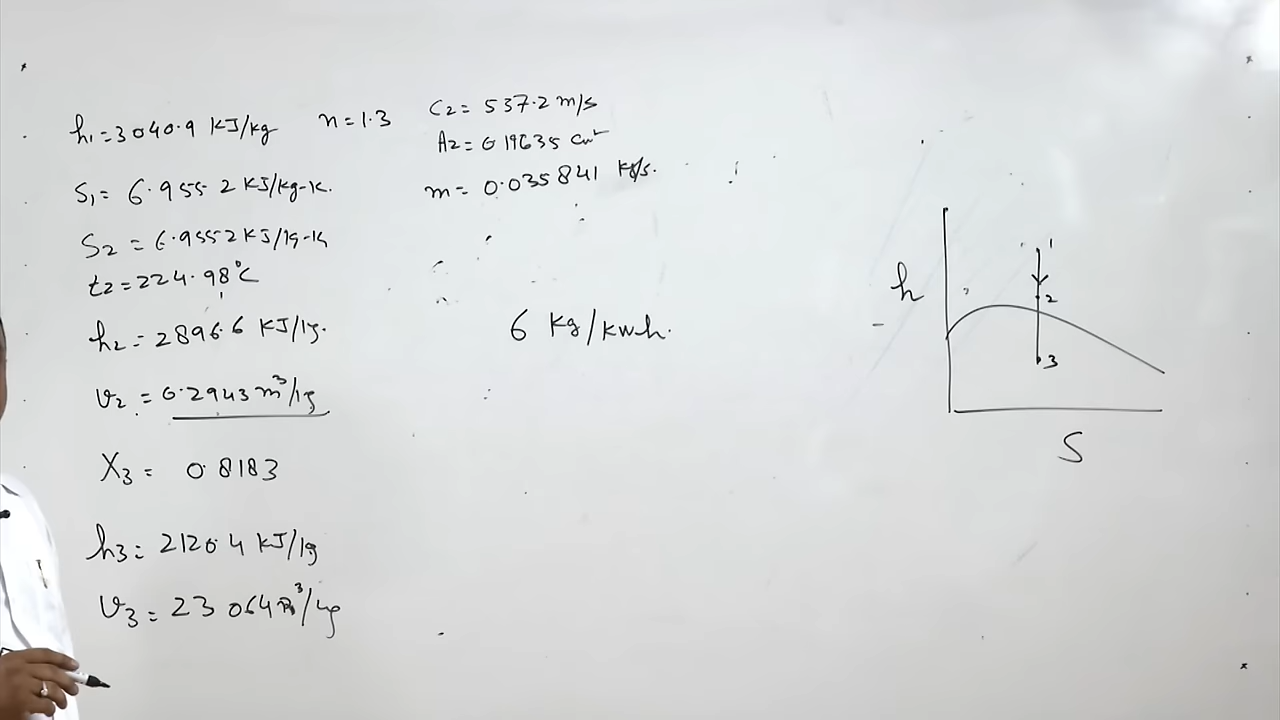 h1=3040.9 KJ/kg
S1= 6.9552 KJ/kg-K.
S2 = 6.9552 KJ/kg-K
t2=224.98°C
h2=2896.6 KJ/kg.
v2 = 0.2943 m³/kg
X3= 0.8183
h3= 2120.4 KJ/kg
v3= 23.064 m³/kg
n=1.3
C2= 537.2 m/s
A2= 0.19635 cm²
m= 0.035841 kg/s.
6 kg/kwh.
h
1
2
3
S